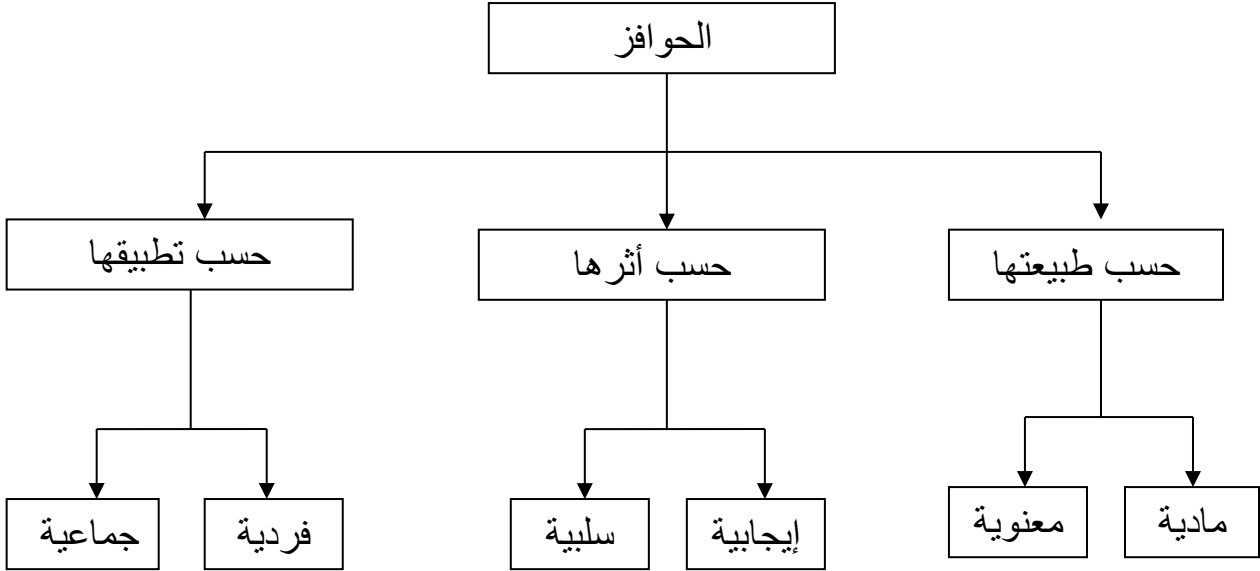 الحوافز
حسب طبيعتها
حسب أثرها
حسب تطبيقها
مادية
معنوية
إيجابية
سلبية
فردية
جماعية